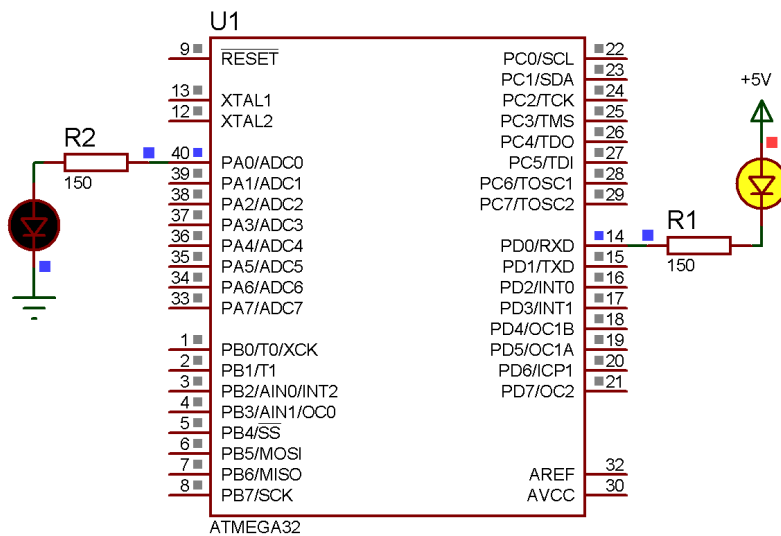 U1
9 RESET
13 XTAL1
12 XTAL2
40 PA0/ADC0
39 PA1/ADC1
38 PA2/ADC2
37 PA3/ADC3
36 PA4/ADC4
35 PA5/ADC5
34 PA6/ADC6
33 PA7/ADC7
1 PB0/T0/XCK
2 PB1/T1
3 PB2/AIN0/INT2
4 PB3/AIN1/OC0
5 PB4/SS
6 PB5/MOSI
7 PB6/MISO
8 PB7/SCK
PC0/SCL 22
PC1/SDA 23
PC2/TCK 24
PC3/TMS 25
PC4/TDO 26
PC5/TDI 27
PC6/TOSC1 28
PC7/TOSC2 29
PD0/RXD 14
PD1/TXD 15
PD2/INT0 16
PD3/INT1 17
PD4/OC1B 18
PD5/OC1A 19
PD6/ICP1 20
PD7/OC2 21
AREF 32
AVCC 30
ATMEGA32
R2
150
+5V
R1
150